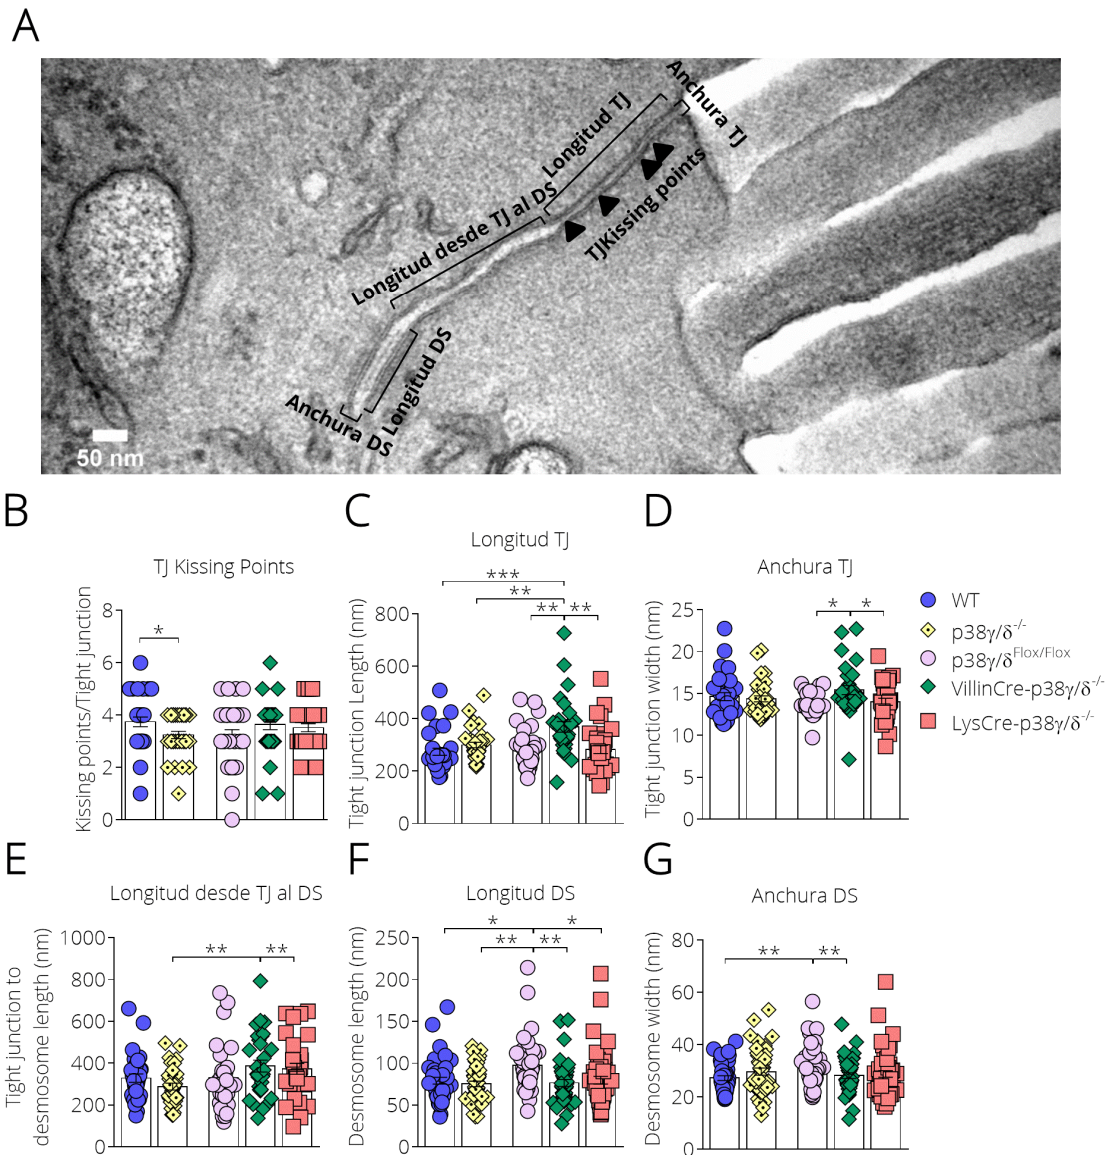 A
Anchura TJ
Longitud TJ
TJKissing points
Longitud desde TJ al DS
Longitud DS
Anchura DS
50 nm
B
TJ Kissing Points
Kissing points/Tight junction
8
6
4
2
0
*
C
Longitud TJ
Tight junction Length (nm)
800
600
400
200
0
***
**
** **
D
Anchura TJ
Tight junction width (nm)
25
20
15
10
5
0
* *
WT
p38γ/δ-/-
p38γ/δFlox/Flox
VillinCre-p38γ/δ-/-
LysCre-p38γ/δ-/-
E
Longitud desde TJ al DS
Tight junction to
desmosome length (nm)
1000
800
600
400
200
0
** **
F
Longitud DS
Desmosome length (nm)
250
200
150
100
50
0
* *
** **
G
Anchura DS
Desmosome width (nm)
80
60
40
20
0
** **